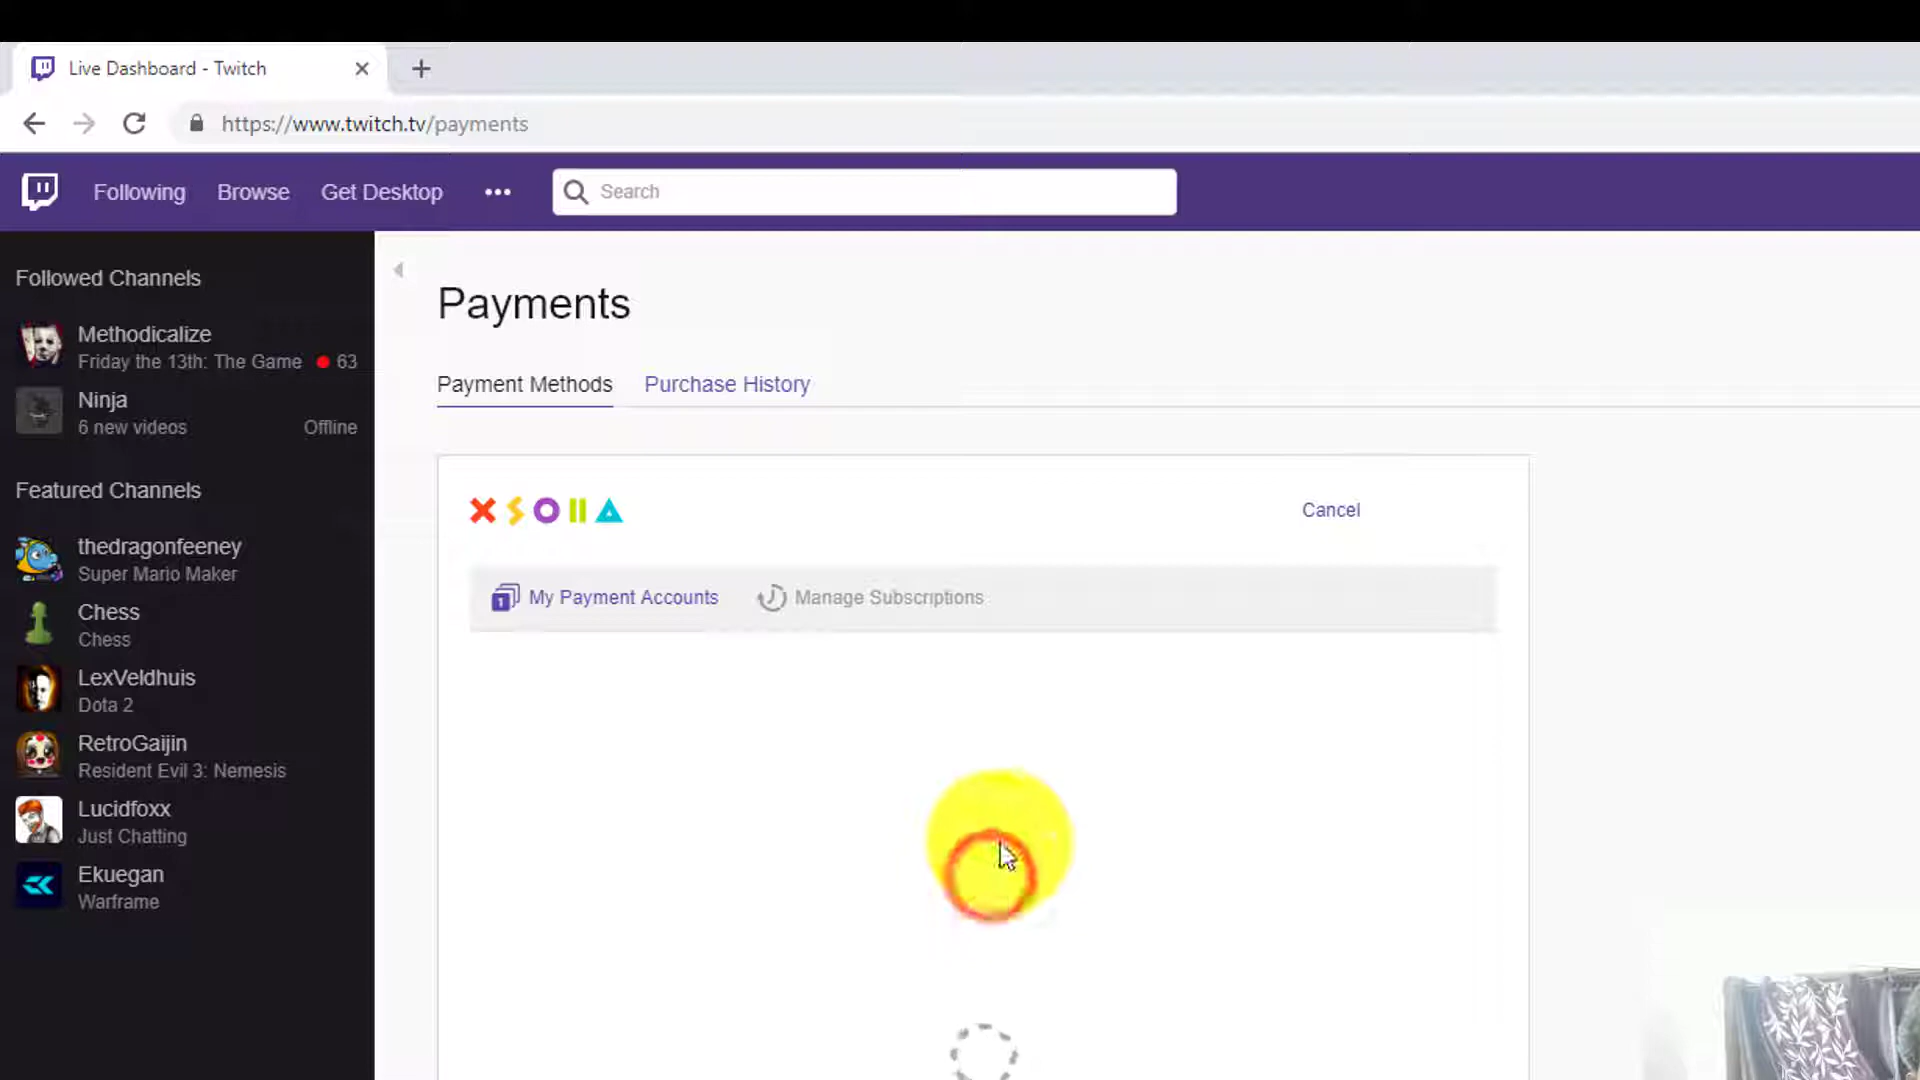 Live Dashboard - Twitch
https://www.twitch.tv/payments
Following Browse Get Desktop
Search
Followed Channels
Methodicalize
Friday the 13th: The Game 63
Ninja
6 new videos Offline
Featured Channels
thedragonfeeney
Super Mario Maker
Chess
Chess
LexVeldhuis
Dota 2
RetroGaijin
Resident Evil 3: Nemesis
Lucidfoxx
Just Chatting
Ekuegan
Warframe
Payments
Payment Methods Purchase History
XSOLLA Cancel
1 My Payment Accounts Manage Subscriptions